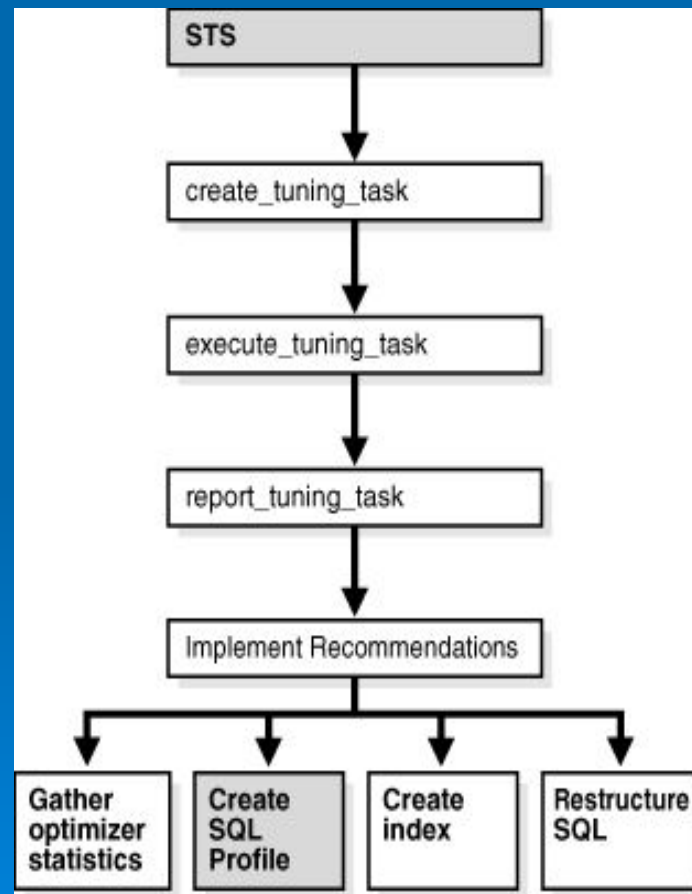 STS
create_tuning_task
execute_tuning_task
report_tuning_task
Implement Recommendations
Gather
optimizer
statistics
Create
SQL
Profile
Create
index
Restructure
SQL